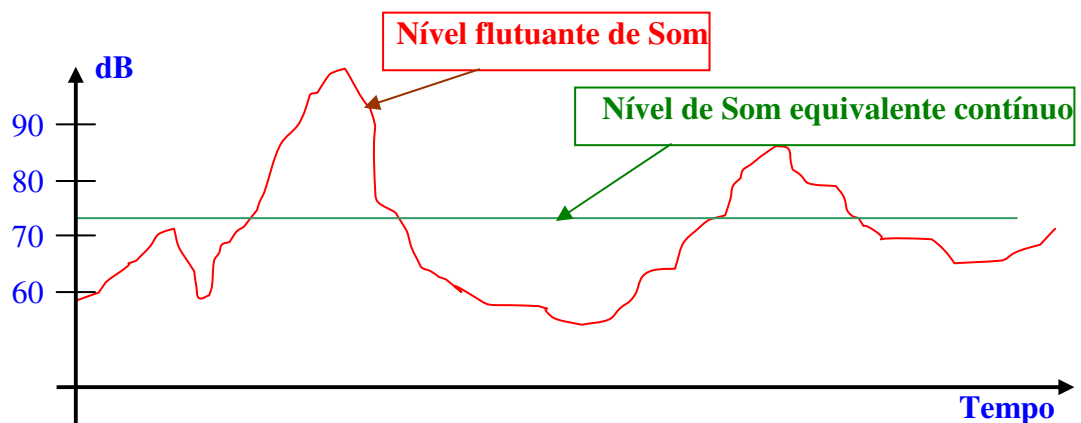 Nível flutuante de Som
dB
Nível de Som equivalente contínuo
90
80
70
60
Tempo